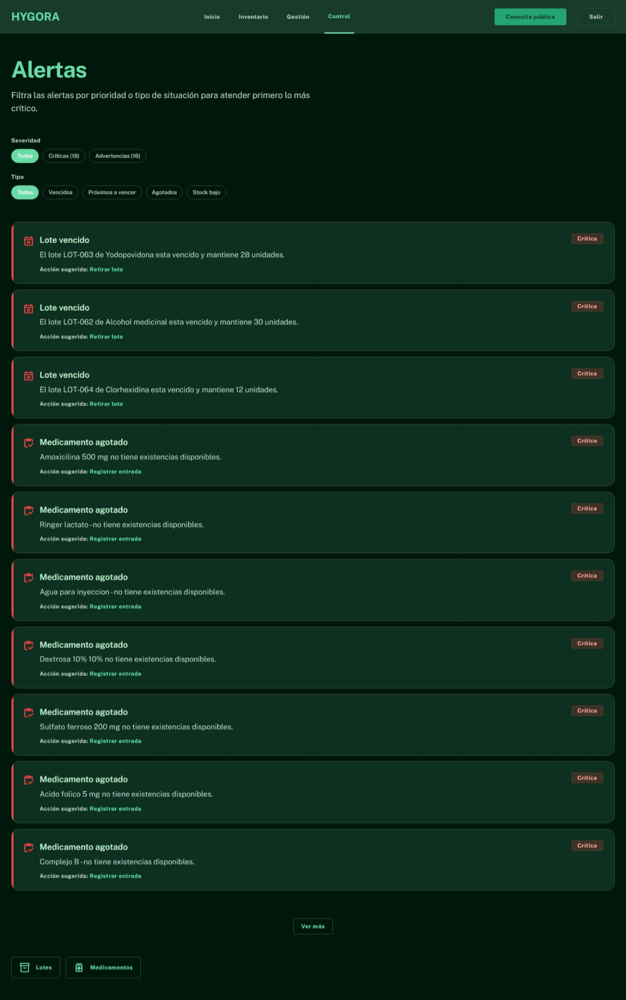 HYGORA
Inicio
Inventario
Gestión
Control
Consulta pública
Salir
Alertas
Filtra las alertas por prioridad o tipo de situación para atender primero lo más
crítico.
Severidad
Todas
Críticas (18)
Advertencias (16)
Tipo
Todos
Vencidos
Próximos a vencer
Agotados
Stock bajo
Lote vencido
Crítica
El lote LOT-063 de Yodopovidona esta vencido y mantiene 28 unidades.
Acción sugerida: Retirar lote
Lote vencido
Crítica
El lote LOT-062 de Alcohol medicinal esta vencido y mantiene 30 unidades.
Acción sugerida: Retirar lote
Lote vencido
Crítica
El lote LOT-064 de Clorhexidina esta vencido y mantiene 12 unidades.
Acción sugerida: Retirar lote
Medicamento agotado
Crítica
Amoxicilina 500 mg no tiene existencias disponibles.
Acción sugerida: Registrar entrada
Medicamento agotado
Crítica
Ringer lactato - no tiene existencias disponibles.
Acción sugerida: Registrar entrada
Medicamento agotado
Crítica
Agua para inyeccion - no tiene existencias disponibles.
Acción sugerida: Registrar entrada
Medicamento agotado
Crítica
Dextrosa 10% 10% no tiene existencias disponibles.
Acción sugerida: Registrar entrada
Medicamento agotado
Crítica
Sulfato ferroso 200 mg no tiene existencias disponibles.
Acción sugerida: Registrar entrada
Medicamento agotado
Crítica
Acido folico 5 mg no tiene existencias disponibles.
Acción sugerida: Registrar entrada
Medicamento agotado
Crítica
Complejo B - no tiene existencias disponibles.
Acción sugerida: Registrar entrada
Ver más
Lotes
Medicamentos